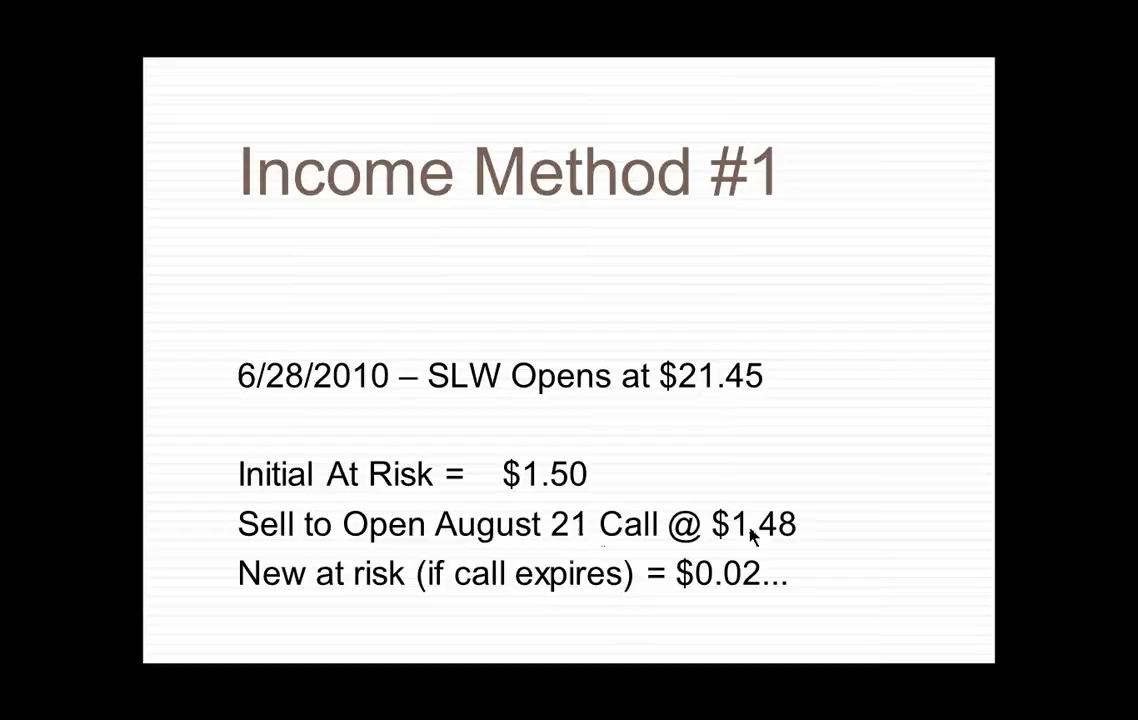 Income Method #1
6/28/2010 – SLW Opens at $21.45
Initial At Risk = $1.50
Sell to Open August 21 Call @ $1.48
New at risk (if call expires) = $0.02...